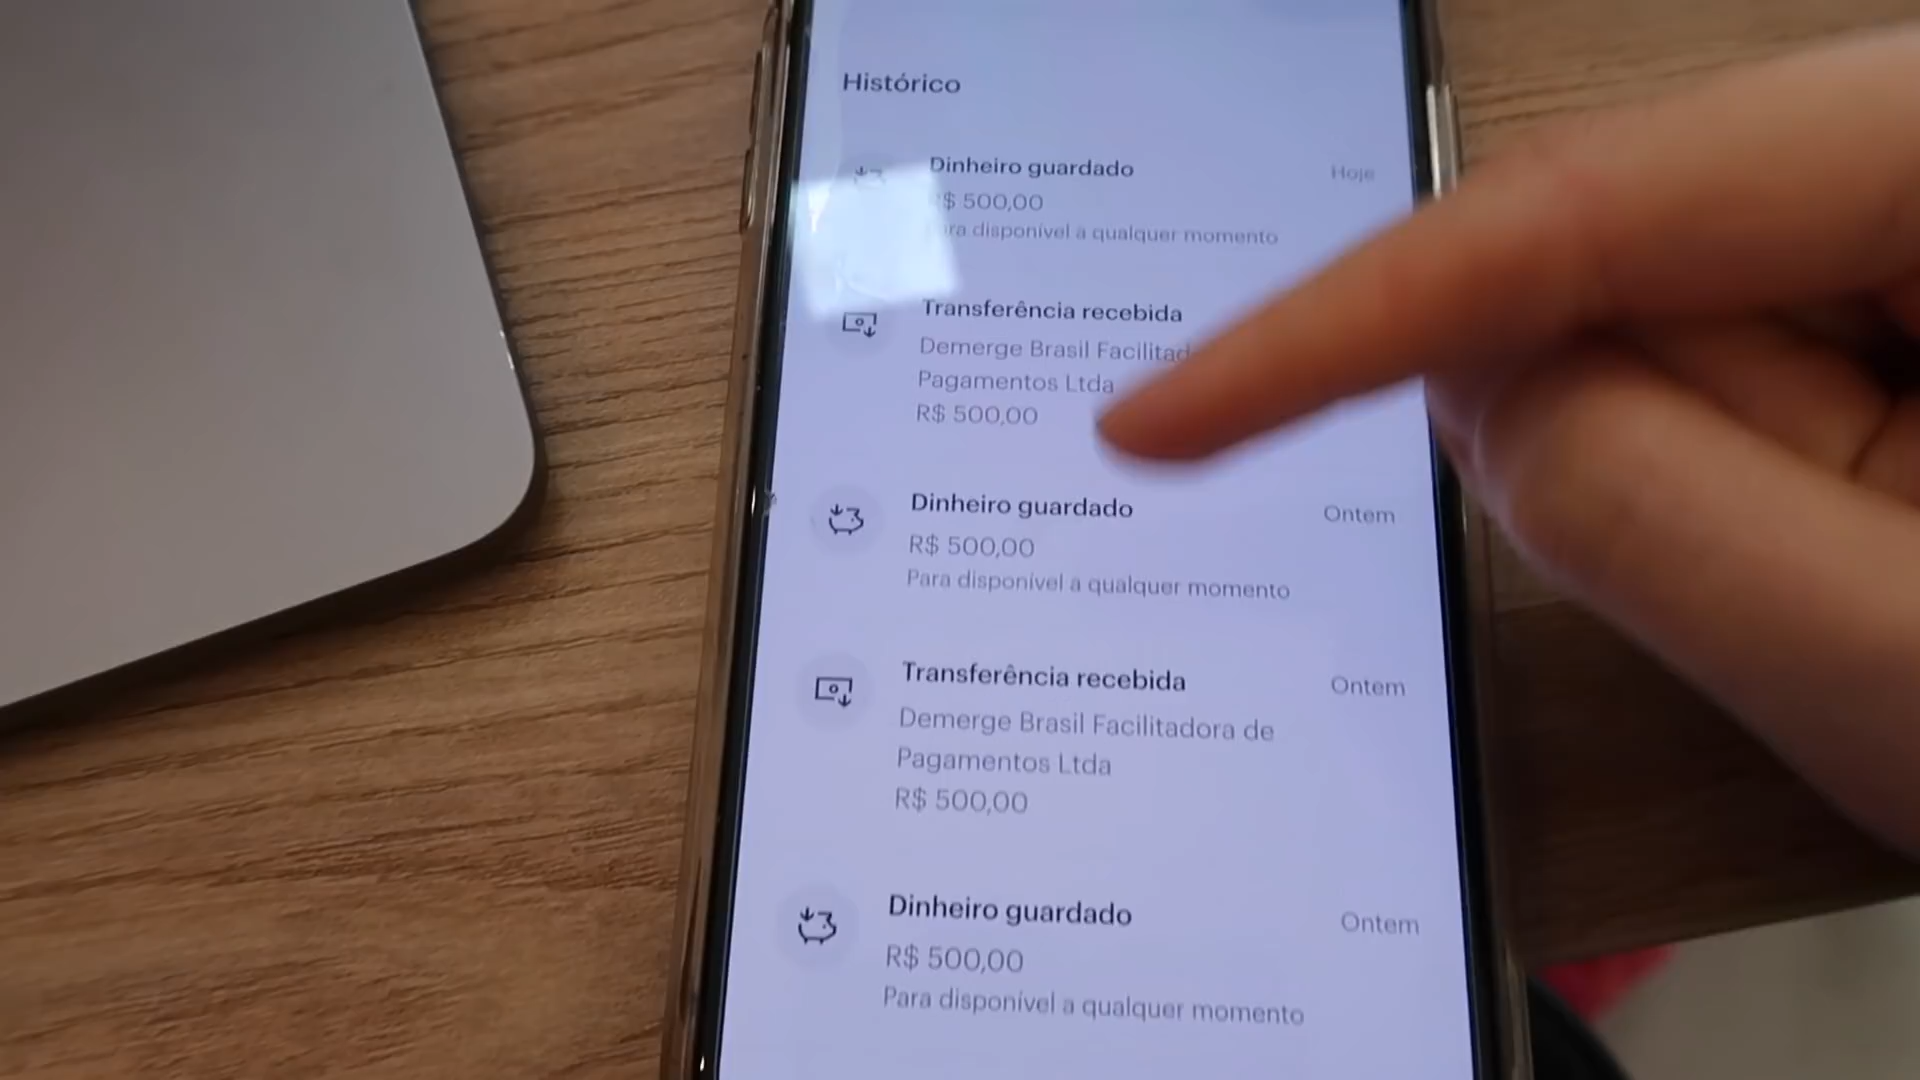 Histórico
Dinheiro guardado
Hoje
$ 500,00
ra disponível a qualquer momento
Transferência recebida
Demerge Brasil Facilitad
Pagamentos Ltda
R$ 500,00
Dinheiro guardado
Ontem
R$ 500,00
Para disponível a qualquer momento
Transferência recebida
Ontem
Demerge Brasil Facilitadora de
Pagamentos Ltda
R$ 500,00
Dinheiro guardado
Ontem
R$ 500,00
Para disponível a qualquer momento